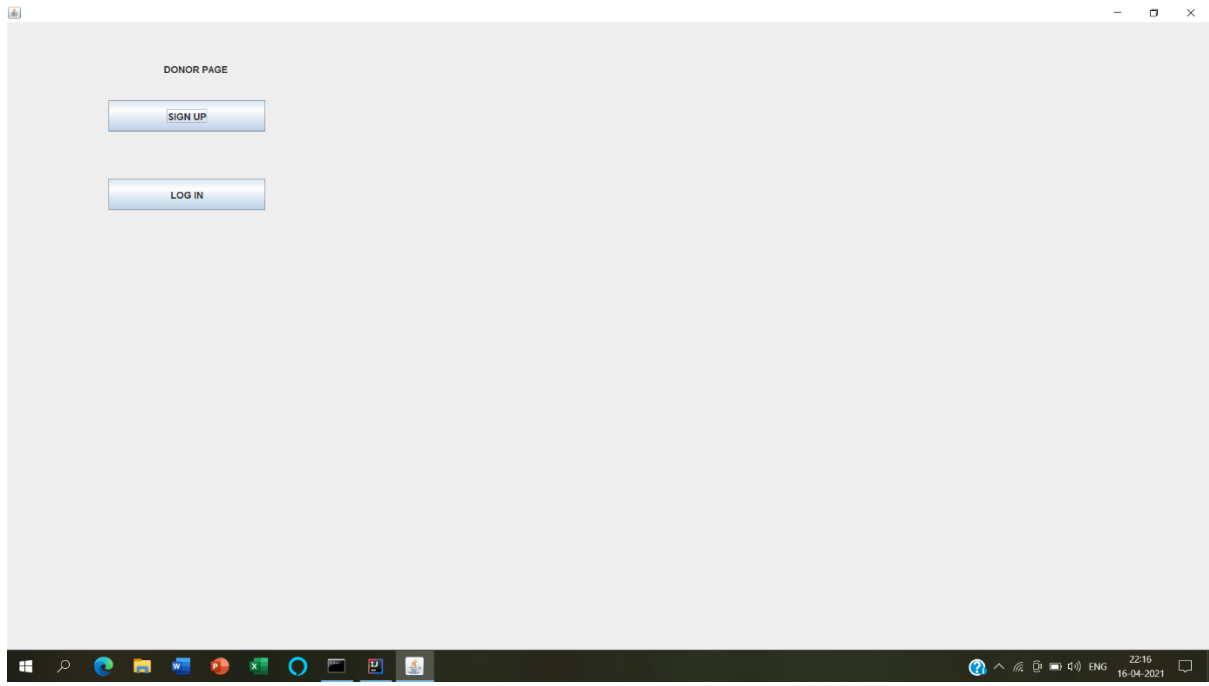 DONOR PAGE
SIGN UP
LOG IN
ENG
22:16
16-04-2021